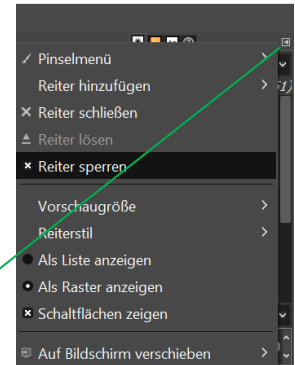 Pinselmenü
Reiter hinzufügen
Reiter schließen
Reiter lösen
Reiter sperren
Vorschaugröße
Reiterstil
Als Liste anzeigen
Als Raster anzeigen
Schaltflächen zeigen
Auf Bildschirm verschieben